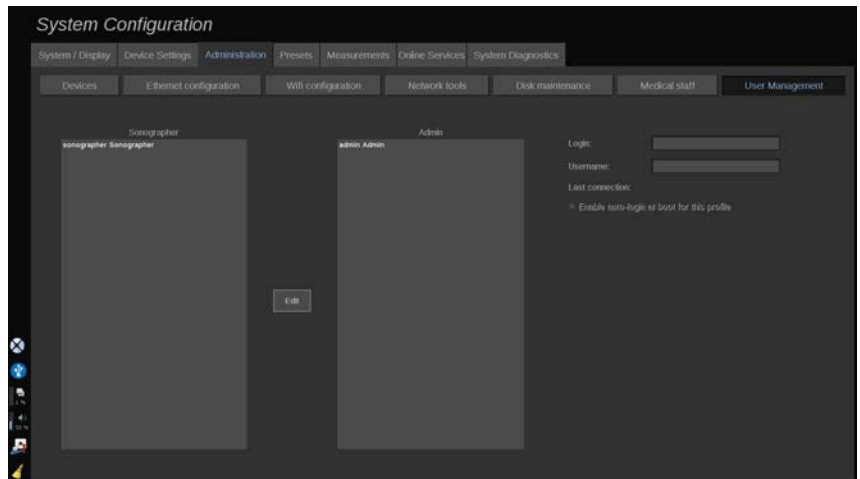 System Configuration
System / Display Device Settings Administration Presets Measurements Online Services System Diagnostics
Devices Ethernet configuration Wifi configuration Network tools Disk maintenance Medical staff User Management
Sonographer Admin
sonographer Sonographer admin Admin
Login:
Username:
Last connection:
Enable auto-login at boot for this profile
Edit